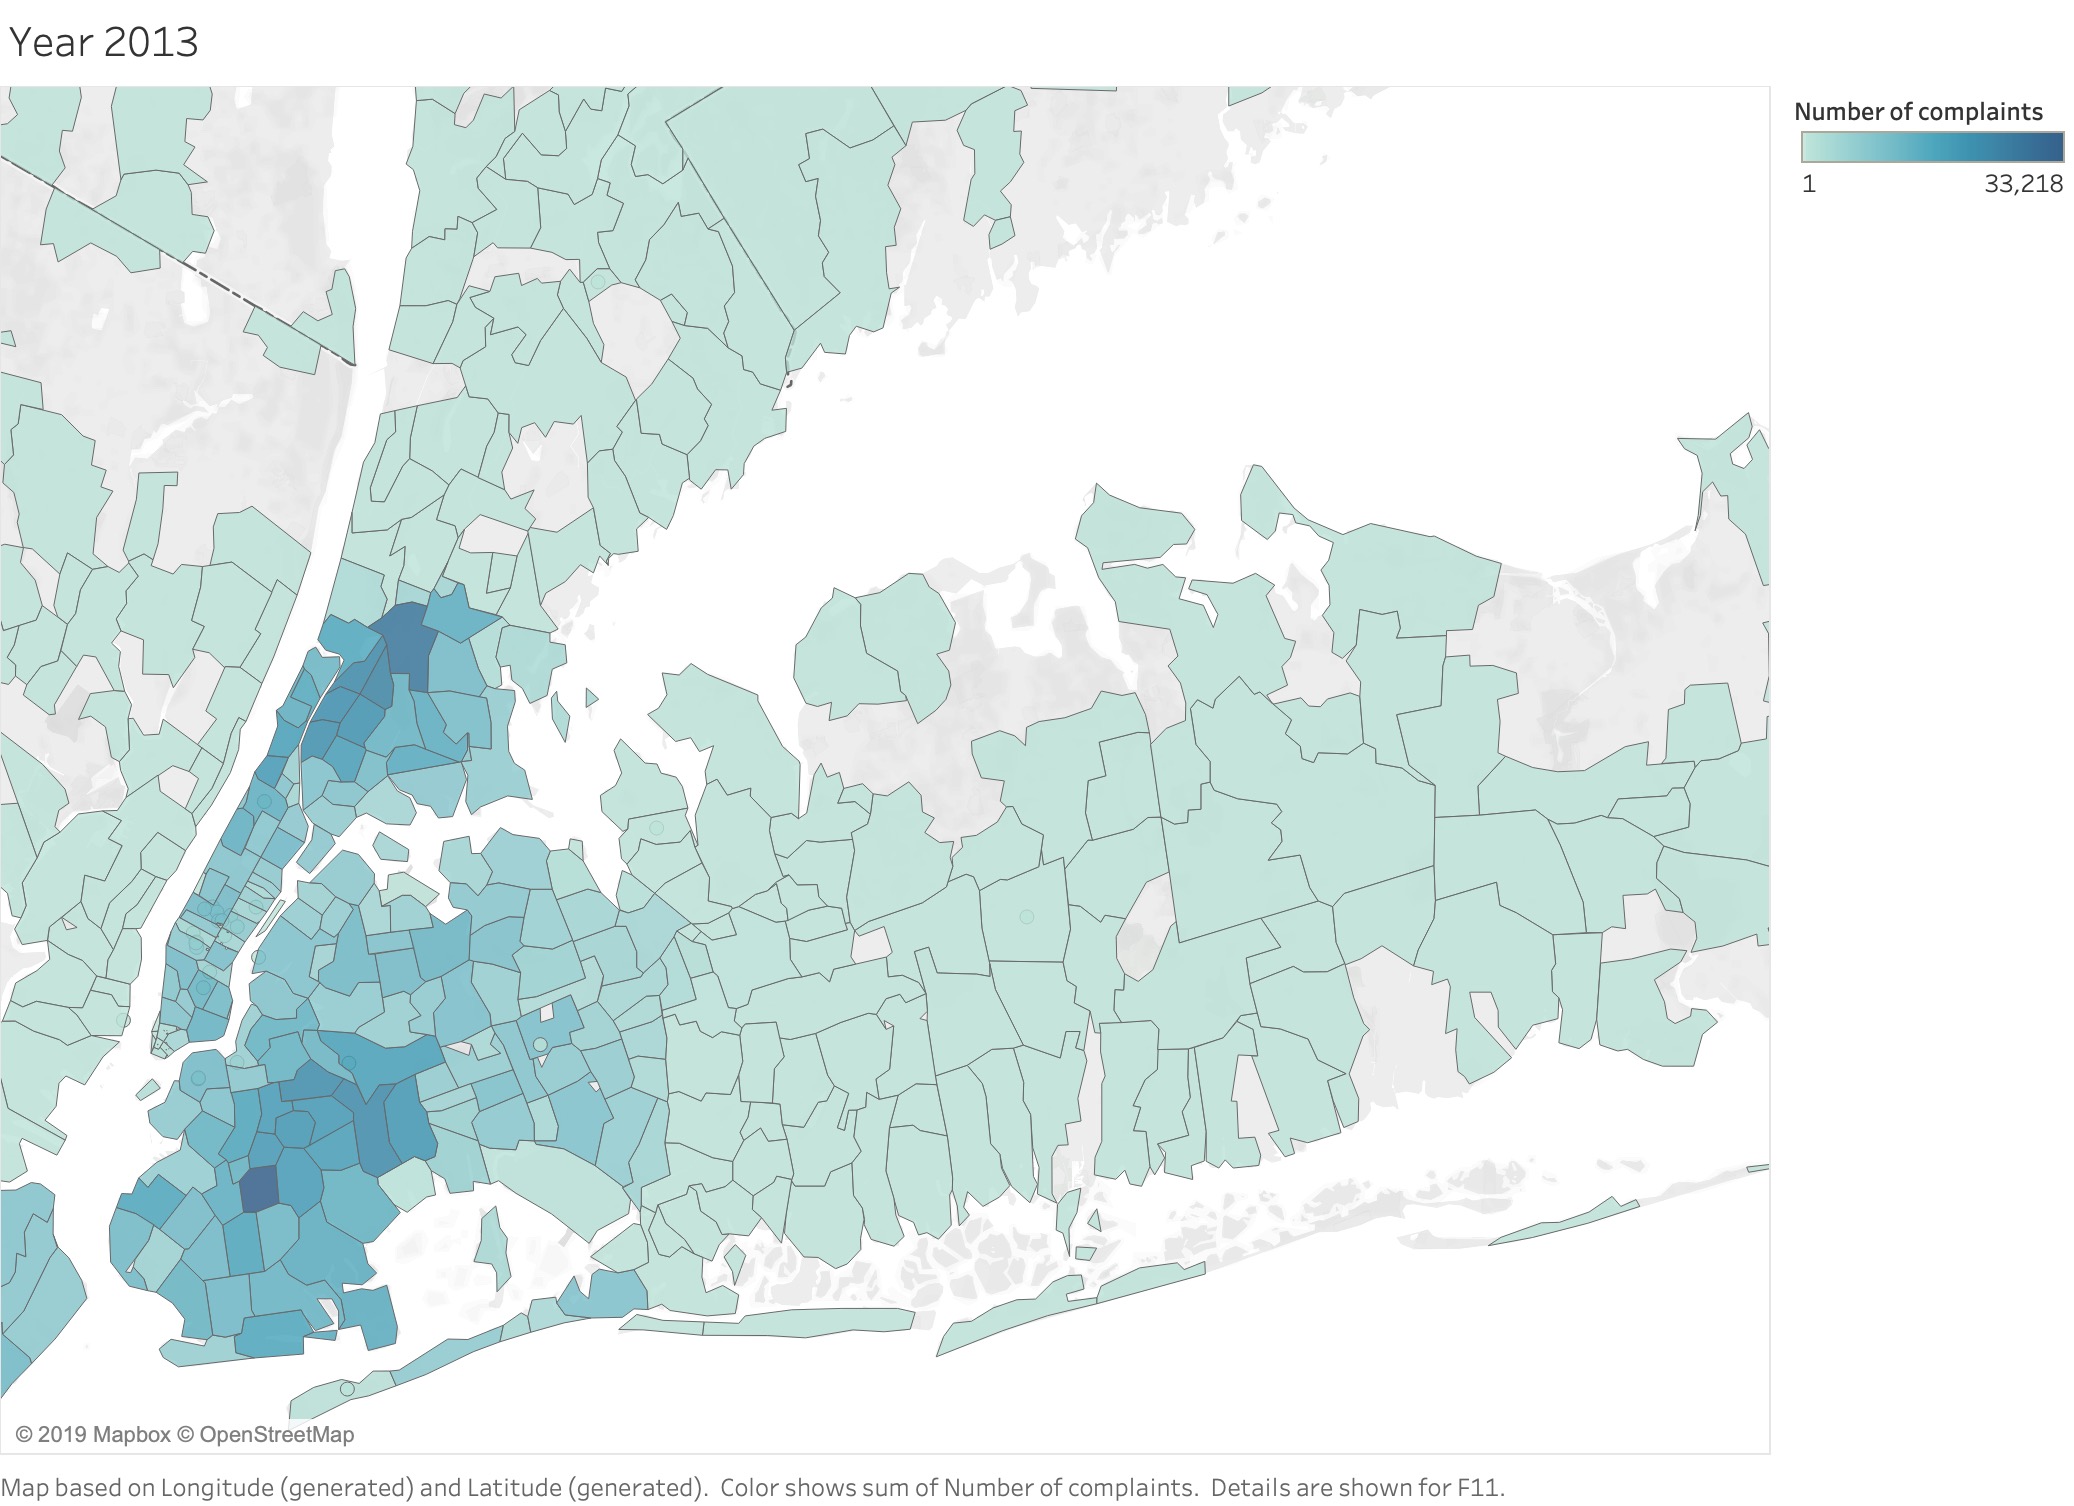 Year 2013
Number of complaints
1 33,218
© 2019 Mapbox © OpenStreetMap
Map based on Longitude (generated) and Latitude (generated).  Color shows sum of Number of complaints.  Details are shown for F11.